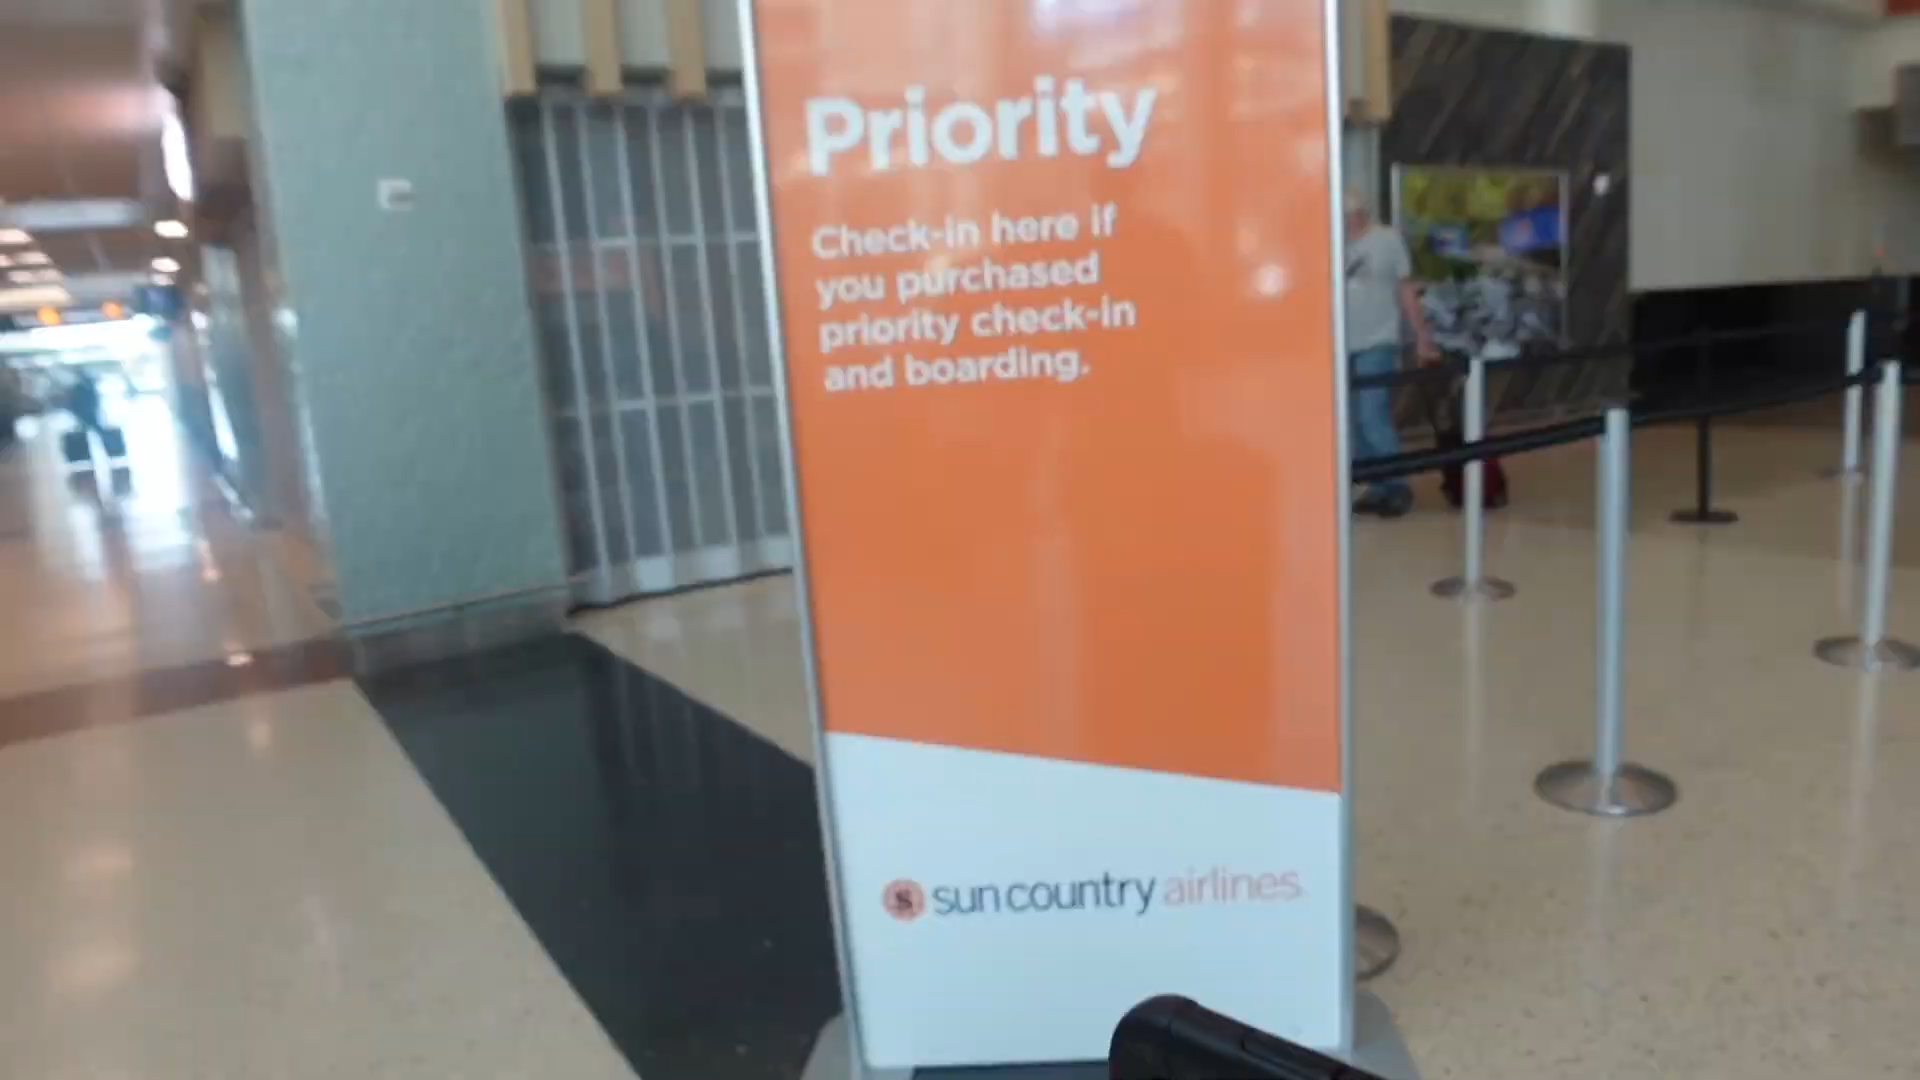 Priority
Check-in here if
you purchased
priority check-in
and boarding.
s sun country airlines